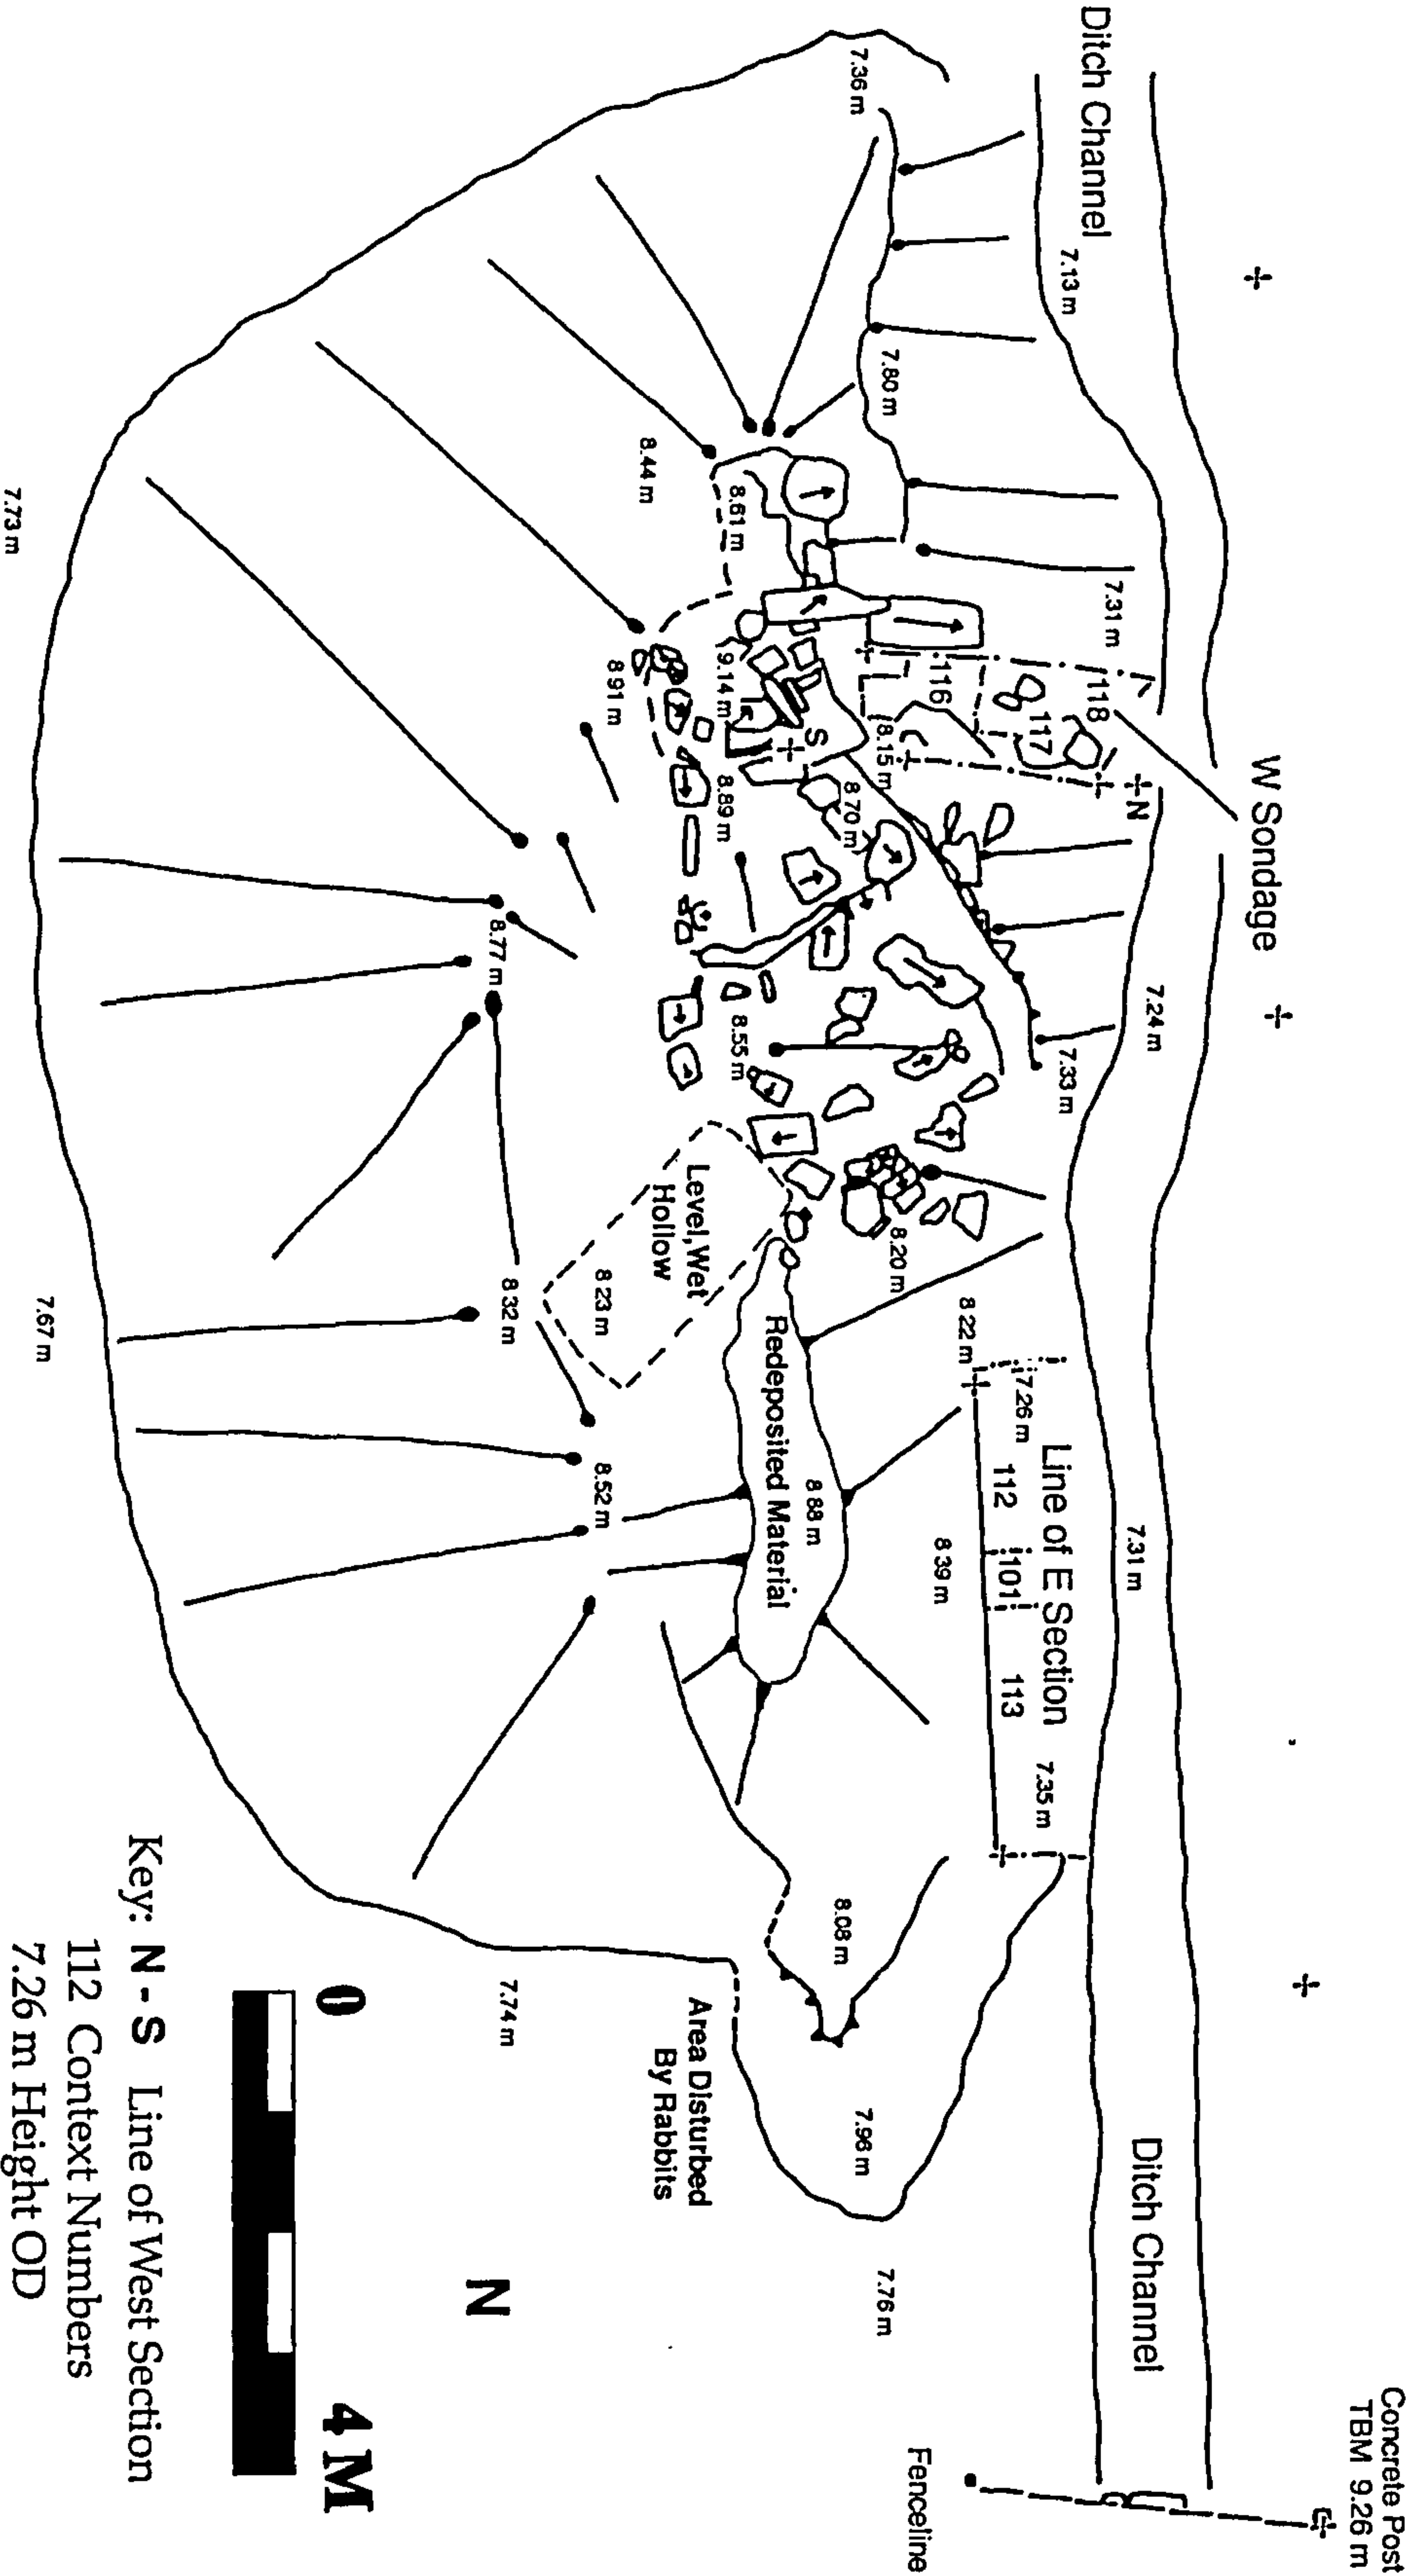 Concrete Post
TBM 9.26 m
Fenceline
Ditch Channel
Ditch Channel
W Sondage
7.36 m
7.13 m
7.80 m
7.31 m
118
117
116
N
S
8.15 m
7.24 m
7.33 m
7.31 m
8.44 m
8.61 m
9.14 m
8.91 m
8.89 m
8.70 m
8.55 m
8.20 m
8.22 m
7.26 m
Line of E Section
112
101
113
8.39 m
7.35 m
8.77 m
Level, Wet
Hollow
8 23 m
8 32 m
Redeposited Material
8 88 m
8.52 m
8.08 m
7.96 m
7.76 m
Area Disturbed
By Rabbits
7.74 m
7.73 m
7.67 m
N
0
4 M
Key: N - S Line of West Section
112 Context Numbers
7.26 m Height OD